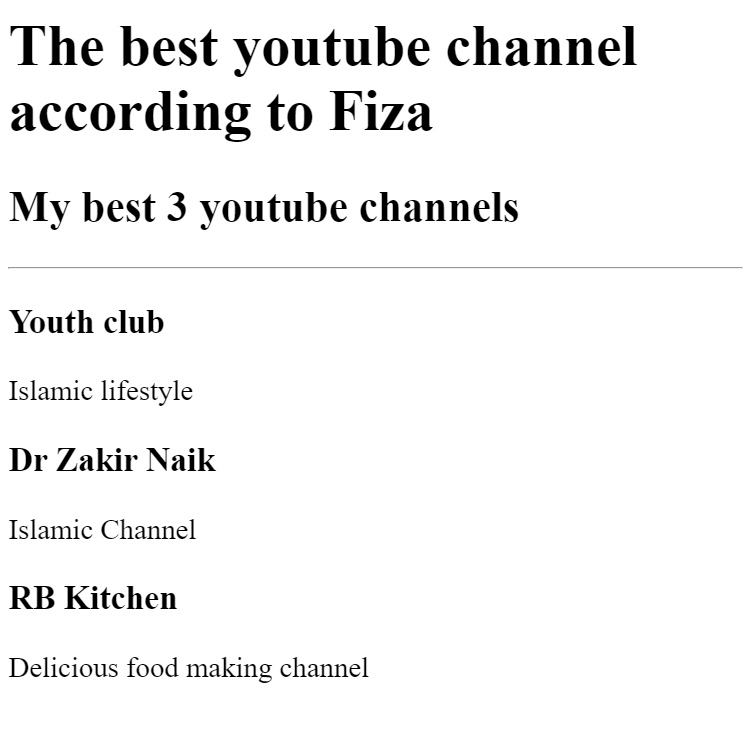 The best youtube channel
according to Fiza
My best 3 youtube channels
Youth club
Islamic lifestyle
Dr Zakir Naik
Islamic Channel
RB Kitchen
Delicious food making channel